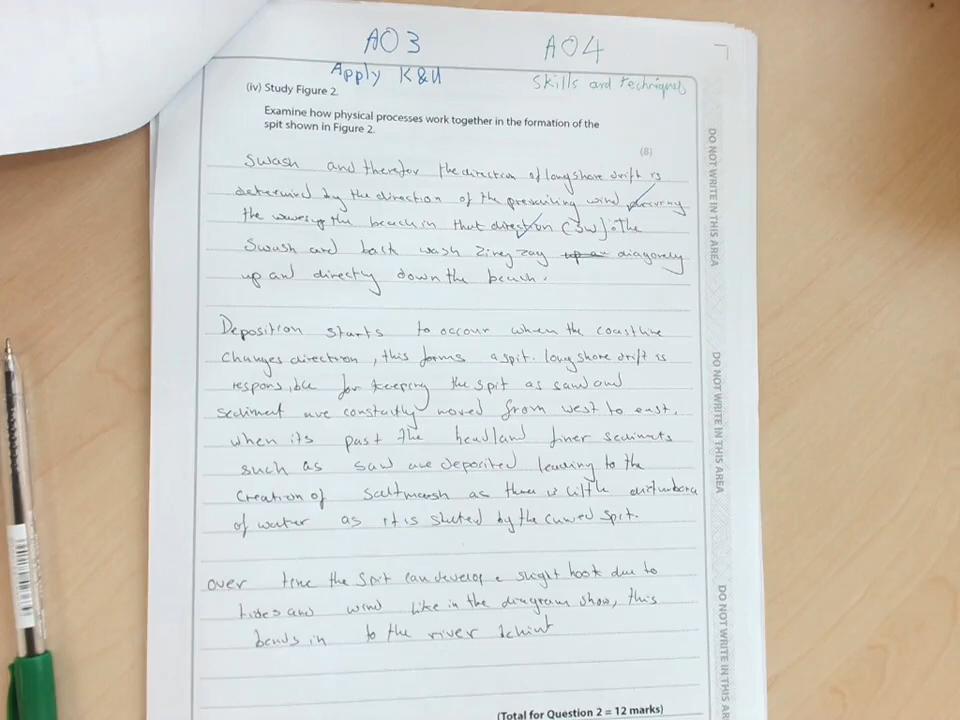 AO3
AO4
Apply K&U
Skills and techniques
(iv) Study Figure 2.
Examine how physical processes work together in the formation of the
spit shown in Figure 2.
(8)
Swash and therefor the direction of longshore drift is
determined by the direction of the prevailing wind
the waves up the beach in that direction (SW). The
Swash and back wash zing zag diagonely
up and directly down the beach.
Deposition starts to occour when the coastline
changes direction, this forms a spit. long shore drift is
responsible for keeping the spit as sand and
sediment are constantly moved from west to east.
when its past the headland finer sediments
such as are deposited leading to the
creation of saltmarsh as there is little disturbance
of water as it is by the curved spit.
over time the spit can develop a slight hook due to
tides and wind like in the diagram show, this
bends in to the river behind
(Total for Question 2 = 12 marks)
DO NOT WRITE IN THIS AREA
DO NOT WRITE IN THIS AREA
DO NOT WRITE IN THIS AR